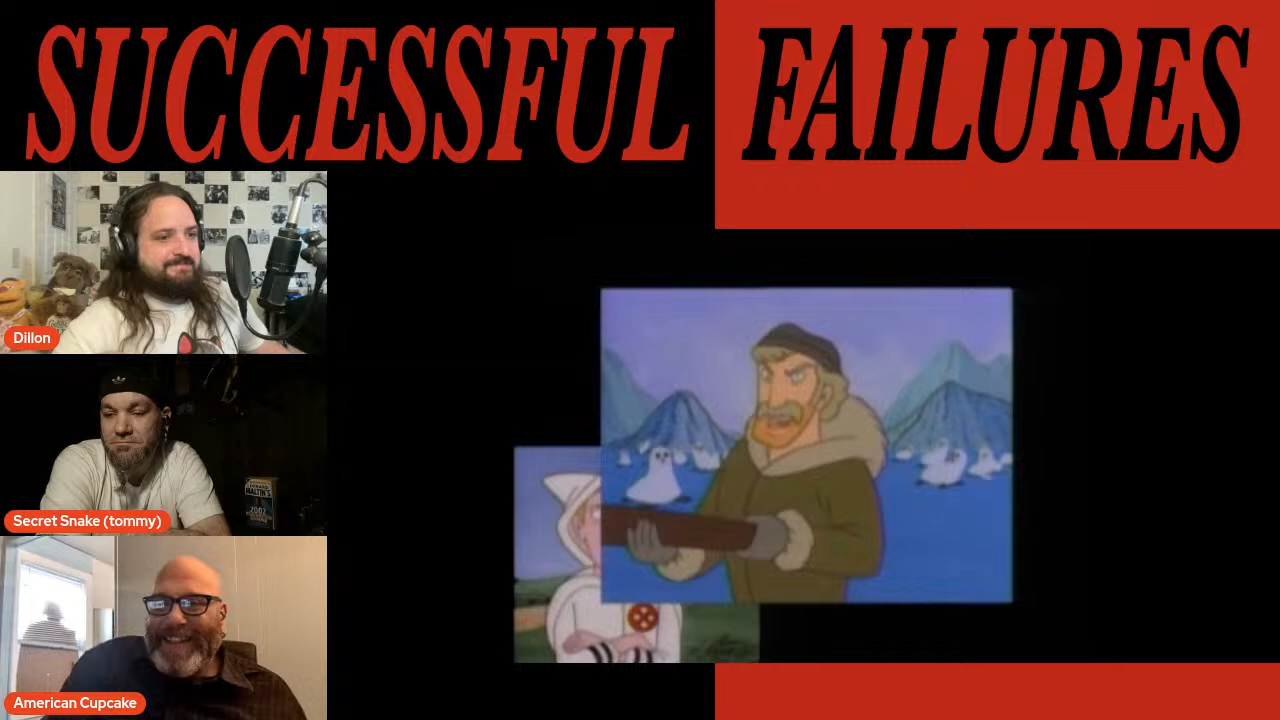 SUCCESSFUL FAILURES
Dillon
Secret Snake (tommy)
American Cupcake